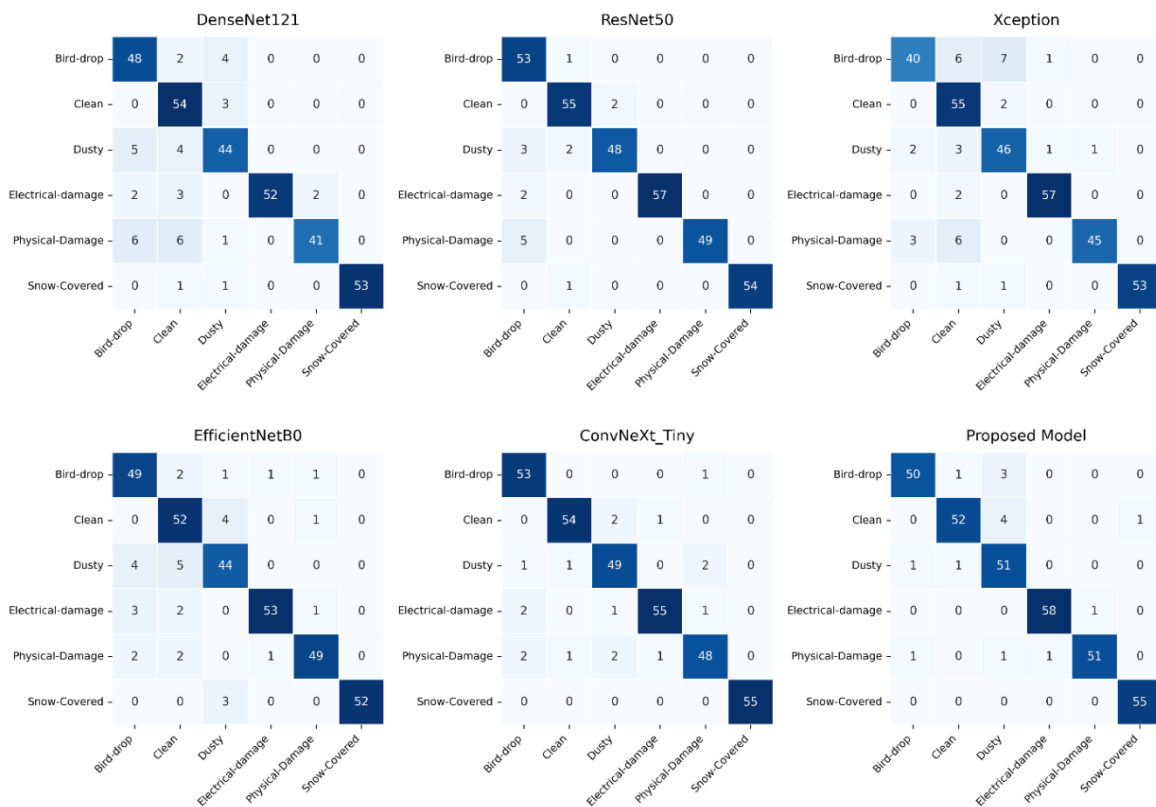 DenseNet121 ResNet50 Xception
Bird-drop 48 2 4 0 0 0 Bird-drop 53 1 0 0 0 0 Bird-drop 40 6 7 1 0 0
Clean 0 54 3 0 0 0 Clean 0 55 2 0 0 0 Clean 0 55 2 0 0 0
Dusty 5 4 44 0 0 0 Dusty 3 2 48 0 0 0 Dusty 2 3 46 1 1 0
Electrical-damage 2 3 0 52 2 0 Electrical-damage 2 0 0 57 0 0 Electrical-damage 0 2 0 57 0 0
Physical-Damage 6 6 1 0 41 0 Physical-Damage 5 0 0 0 49 0 Physical-Damage 3 6 0 0 45 0
Snow-Covered 0 1 1 0 0 53 Snow-Covered 0 1 0 0 0 54 Snow-Covered 0 1 1 0 0 53
Bird-drop Clean Dusty Electrical-damage Physical-Damage Snow-Covered Bird-drop Clean Dusty Electrical-damage Physical-Damage Snow-Covered Bird-drop Clean Dusty Electrical-damage Physical-Damage Snow-Covered
EfficientNetB0 ConvNeXt_Tiny Proposed Model
Bird-drop 49 2 1 1 1 0 Bird-drop 53 0 0 0 1 0 Bird-drop 50 1 3 0 0 0
Clean 0 52 4 0 1 0 Clean 0 54 2 1 0 0 Clean 0 52 4 0 0 1
Dusty 4 5 44 0 0 0 Dusty 1 1 49 0 2 0 Dusty 1 1 51 0 0 0
Electrical-damage 3 2 0 53 1 0 Electrical-damage 2 0 1 55 1 0 Electrical-damage 0 0 0 58 1 0
Physical-Damage 2 2 0 1 49 0 Physical-Damage 2 1 2 1 48 0 Physical-Damage 1 0 1 1 51 0
Snow-Covered 0 0 3 0 0 52 Snow-Covered 0 0 0 0 0 55 Snow-Covered 0 0 0 0 0 55
Bird-drop Clean Dusty Electrical-damage Physical-Damage Snow-Covered Bird-drop Clean Dusty Electrical-damage Physical-Damage Snow-Covered Bird-drop Clean Dusty Electrical-damage Physical-Damage Snow-Covered